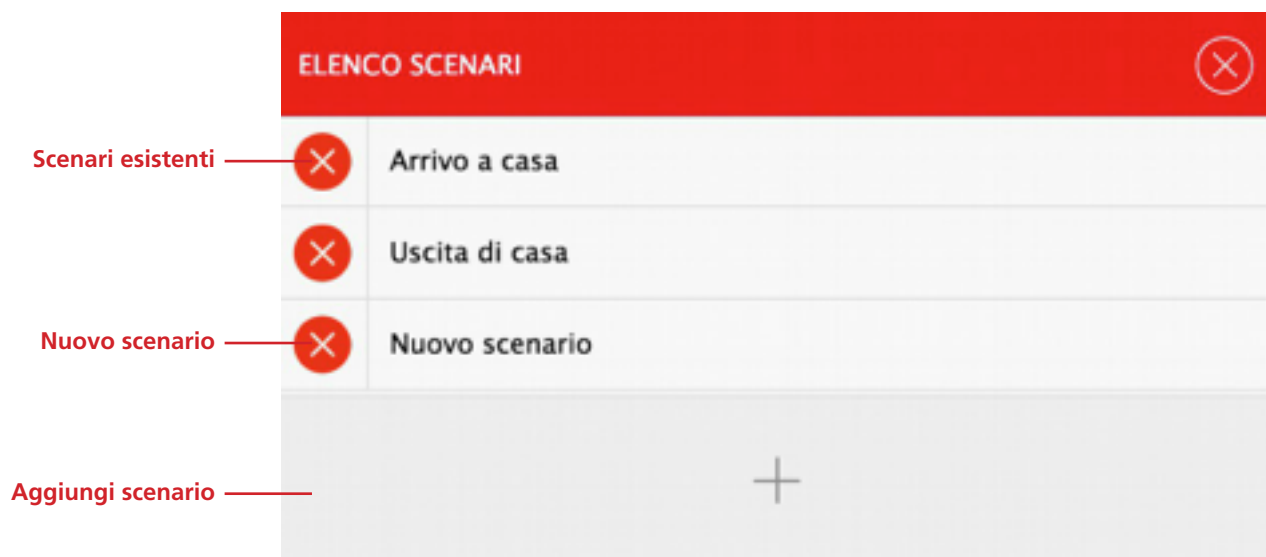 ELENCO SCENARI
Scenari esistenti
Arrivo a casa
Uscita di casa
Nuovo scenario
Nuovo scenario
Aggiungi scenario